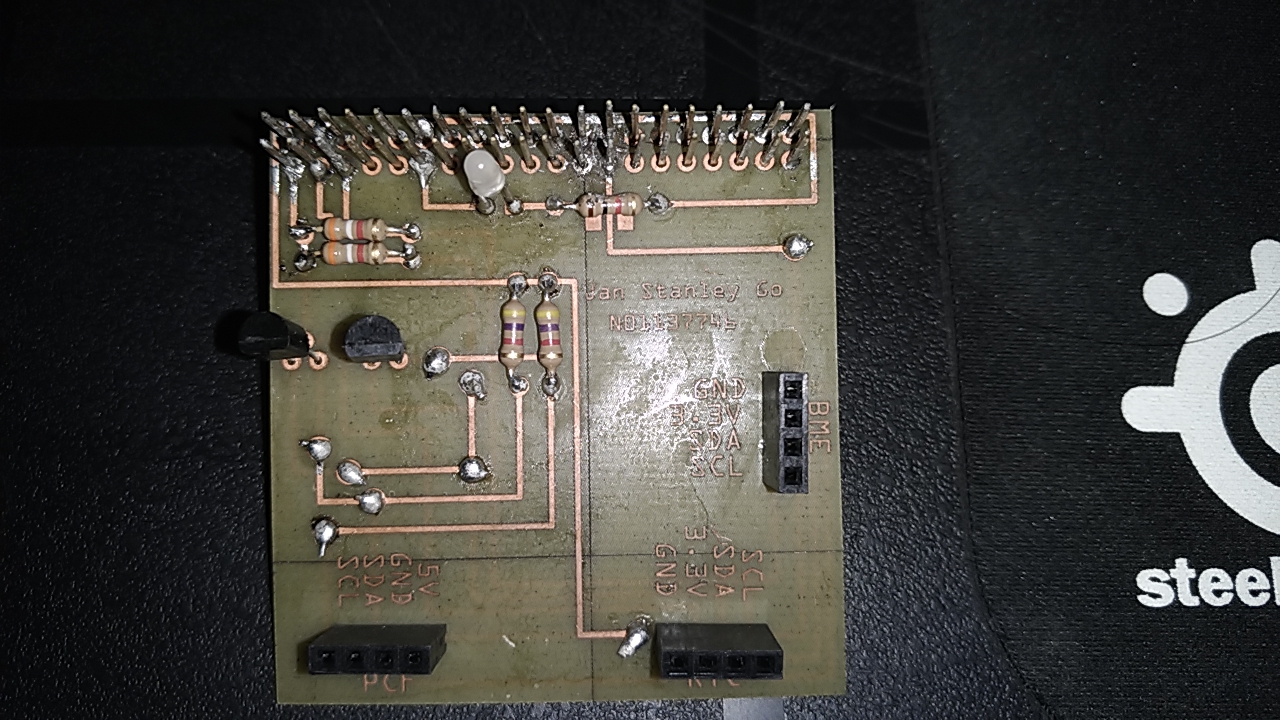 Jan Stanley Go
GND
3.3V
SDA
SCL
BME
SCL
SDA
GND
5V
GND
3.3V
SDA
SCL
PCF
RTC
steel